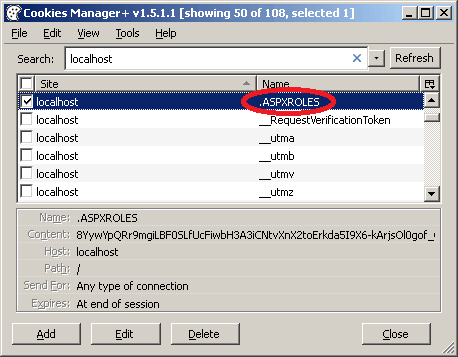 Cookies Manager+ v1.5.1.1 [showing 50 of 108, selected 1]
File Edit View Tools Help
Search: localhost Refresh
Site Name
localhost .ASPXROLES
localhost __RequestVerificationToken
localhost __utma
localhost __utmb
localhost __utmv
localhost __utmz
Name: .ASPXROLES
Content: 8YywYpQRr9mgiLBF0SLfUcFiwbH3A3iCNtvXnX2toErkda5I9X6-kArjsOl0gof_
Host: localhost
Path: /
Send For: Any type of connection
Expires: At end of session
Add Edit Delete Close